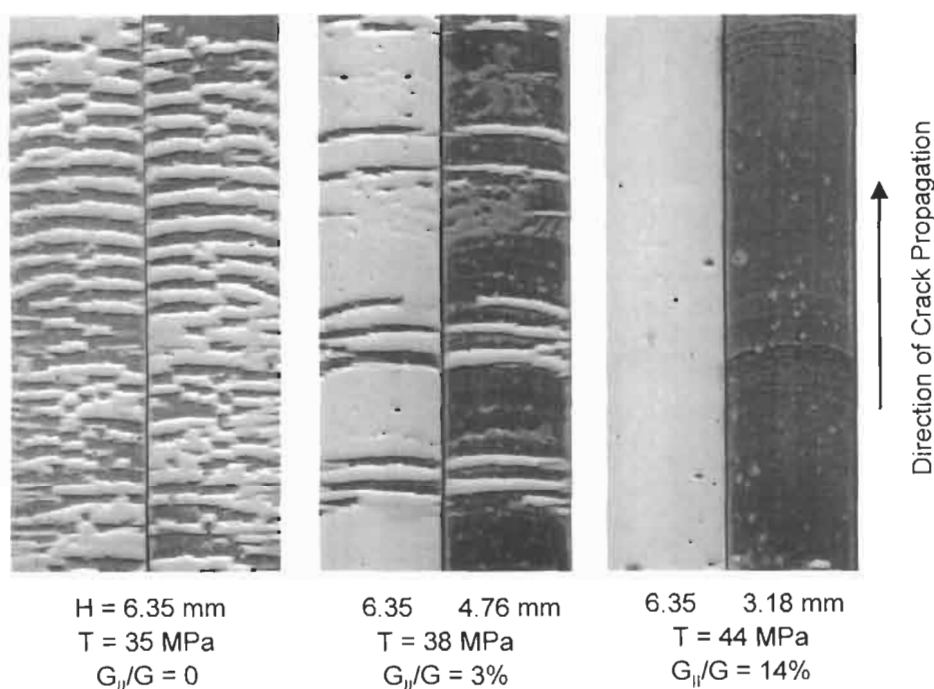 Direction of Crack Propagation
H = 6.35 mm
T = 35 MPa
G_II/G = 0
6.35 4.76 mm
T = 38 MPa
G_II/G = 3%
6.35 3.18 mm
T = 44 MPa
G_II/G = 14%